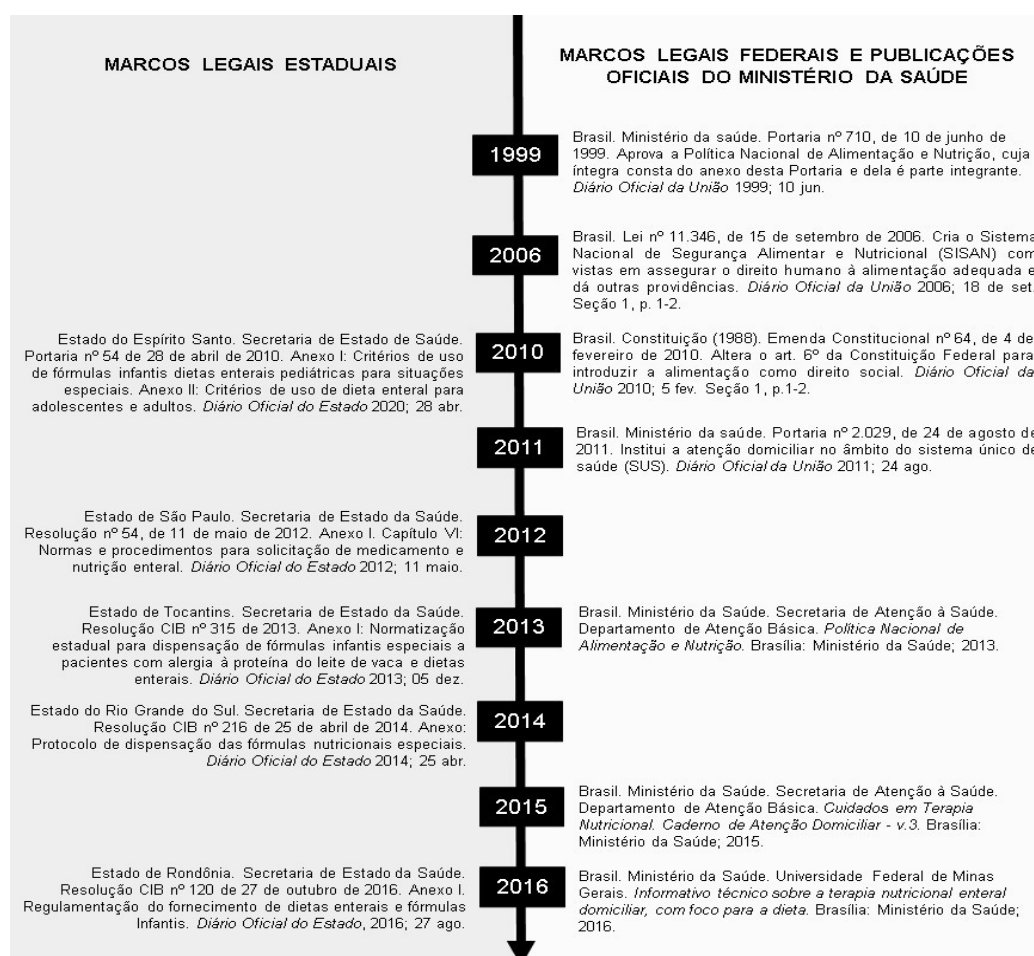 MARCOS LEGAIS ESTADUAIS
MARCOS LEGAIS FEDERAIS E PUBLICAÇÕES
OFICIAIS DO MINISTÉRIO DA SAÚDE
1999
Brasil. Ministério da saúde. Portaria nº 710, de 10 de junho de
1999. Aprova a Política Nacional de Alimentação e Nutrição, cuja
íntegra consta do anexo desta Portaria e dela é parte integrante.
Diário Oficial da União 1999; 10 jun.
2006
Brasil. Lei nº 11.346, de 15 de setembro de 2006. Cria o Sistema
Nacional de Segurança Alimentar e Nutricional (SISAN) com
vistas em assegurar o direito humano à alimentação adequada e
dá outras providências. Diário Oficial da União 2006; 18 de set.
Seção 1, p. 1-2.
Estado do Espírito Santo. Secretaria de Estado de Saúde.
Portaria nº 54 de 28 de abril de 2010. Anexo I: Critérios de uso
de fórmulas infantis dietas enterais pediátricas para situações
especiais. Anexo II: Critérios de uso de dieta enteral para
adolescentes e adultos. Diário Oficial do Estado 2020; 28 abr.
2010
Brasil. Constituição (1988). Emenda Constitucional nº 64, de 4 de
fevereiro de 2010. Altera o art. 6º da Constituição Federal para
introduzir a alimentação como direito social. Diário Oficial da
União 2010; 5 fev. Seção 1, p.1-2.
2011
Brasil. Ministério da saúde. Portaria nº 2.029, de 24 de agosto de
2011. Institui a atenção domiciliar no âmbito do sistema único de
saúde (SUS). Diário Oficial da União 2011; 24 ago.
Estado de São Paulo. Secretaria de Estado da Saúde.
Resolução nº 54, de 11 de maio de 2012. Anexo I. Capítulo VI:
Normas e procedimentos para solicitação de medicamento e
nutrição enteral. Diário Oficial do Estado 2012; 11 maio.
2012
Estado de Tocantins. Secretaria de Estado da Saúde.
Resolução CIB nº 315 de 2013. Anexo I: Normatização
estadual para dispensação de fórmulas infantis especiais a
pacientes com alergia à proteína do leite de vaca e dietas
enterais. Diário Oficial do Estado 2013; 05 dez.
2013
Brasil. Ministério da Saúde. Secretaria de Atenção à Saúde.
Departamento de Atenção Básica. Política Nacional de
Alimentação e Nutrição. Brasília: Ministério da Saúde; 2013.
Estado do Rio Grande do Sul. Secretaria de Estado da Saúde.
Resolução CIB nº 216 de 25 de abril de 2014. Anexo:
Protocolo de dispensação das fórmulas nutricionais especiais.
Diário Oficial do Estado 2014; 25 abr.
2014
2015
Brasil. Ministério da Saúde. Secretaria de Atenção à Saúde.
Departamento de Atenção Básica. Cuidados em Terapia
Nutricional. Caderno de Atenção Domiciliar - v.3. Brasília:
Ministério da Saúde; 2015.
Estado de Rondônia. Secretaria de Estado da Saúde.
Resolução CIB nº 120 de 27 de outubro de 2016. Anexo I.
Regulamentação do fornecimento de dietas enterais e fórmulas
Infantis. Diário Oficial do Estado, 2016; 27 ago.
2016
Brasil. Ministério da Saúde. Universidade Federal de Minas
Gerais. Informativo técnico sobre a terapia nutricional enteral
domiciliar, com foco para a dieta. Brasília: Ministério da Saúde;
2016.